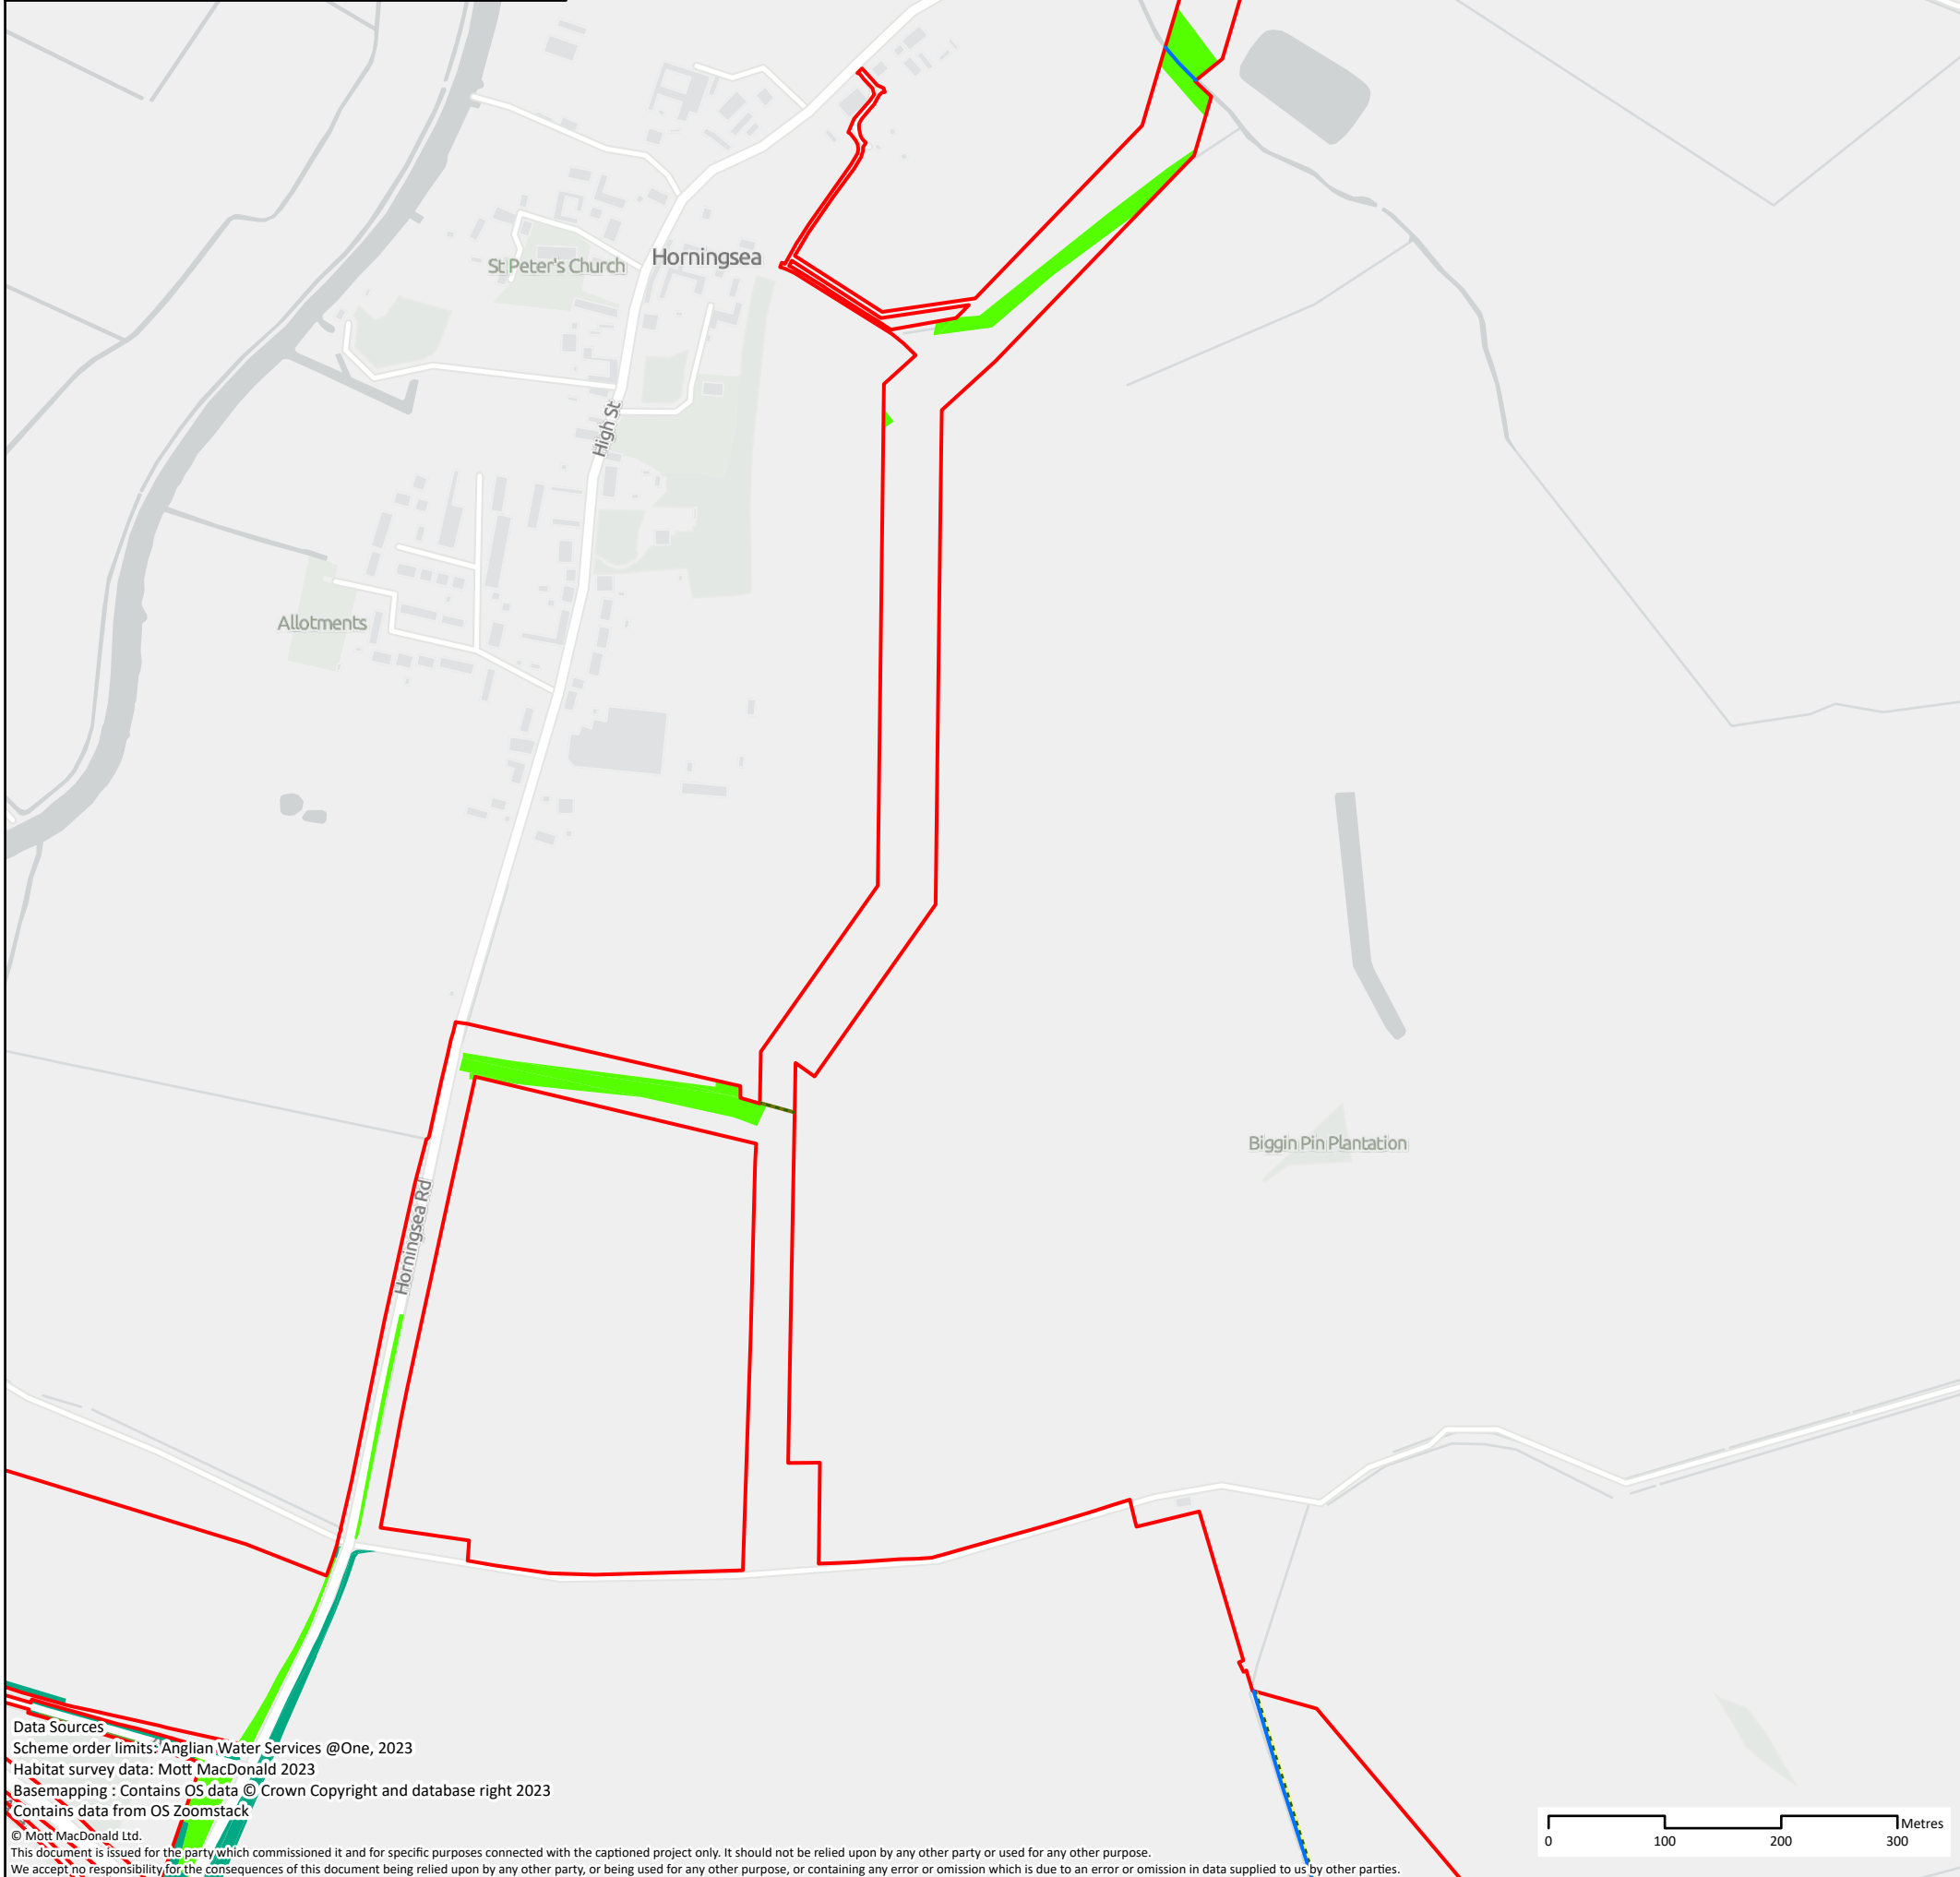 St Peter's Church
Horningsea
High St
Allotments
Biggin Pin Plantation
Horningsea Rd
Data Sources
Scheme order limits: Anglian Water Services @One, 2023
Habitat survey data: Mott MacDonald 2023
Basemapping : Contains OS data © Crown Copyright and database right 2023
Contains data from OS Zoomstack
© Mott MacDonald Ltd.
This document is issued for the party which commissioned it and for specific purposes connected with the captioned project only. It should not be relied upon by any other party or used for any other purpose.
We accept no responsibility for the consequences of this document being relied upon by any other party, or being used for any other purpose, or containing any error or omission which is due to an error or omission in data supplied to us by other parties.
Metres
0 100 200 300